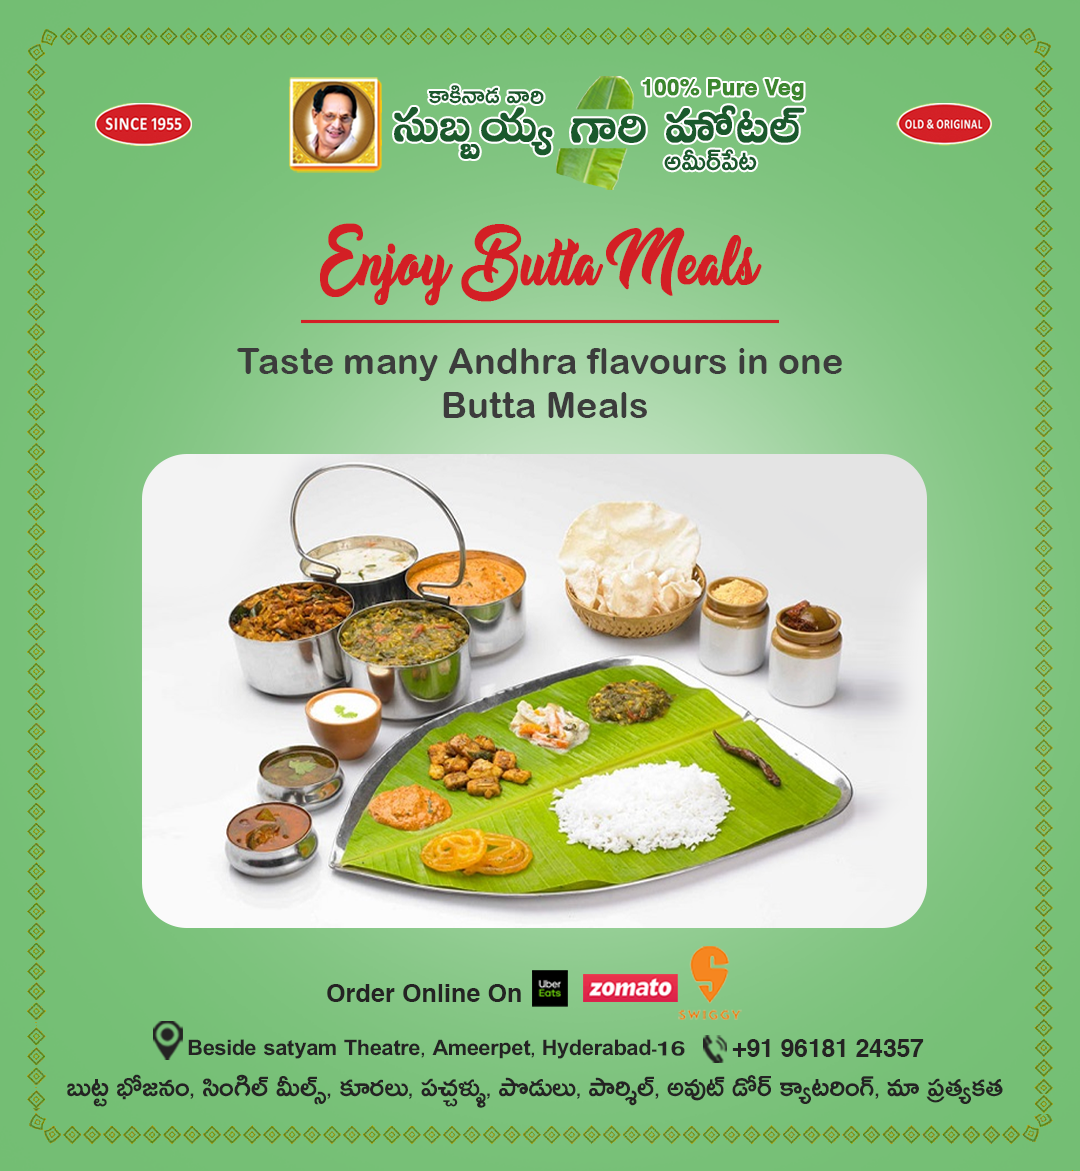 SINCE 1955
కాకినాడ వారి
100% Pure Veg
సుబ్బయ్య గారి హోటల్
అమీర్‌పేట
OLD & ORIGINAL
Enjoy Butta Meals
Taste many Andhra flavours in one
Butta Meals
Order Online On Uber Eats zomato SWIGGY
Beside satyam Theatre, Ameerpet, Hyderabad-16 +91 96181 24357
బుట్ట భోజనం, సింగిల్ మీల్స్, కూరలు, పచ్చళ్ళు, పొడులు, పార్శిల్, అవుట్ డోర్ క్యాటరింగ్, మా ప్రత్యకత